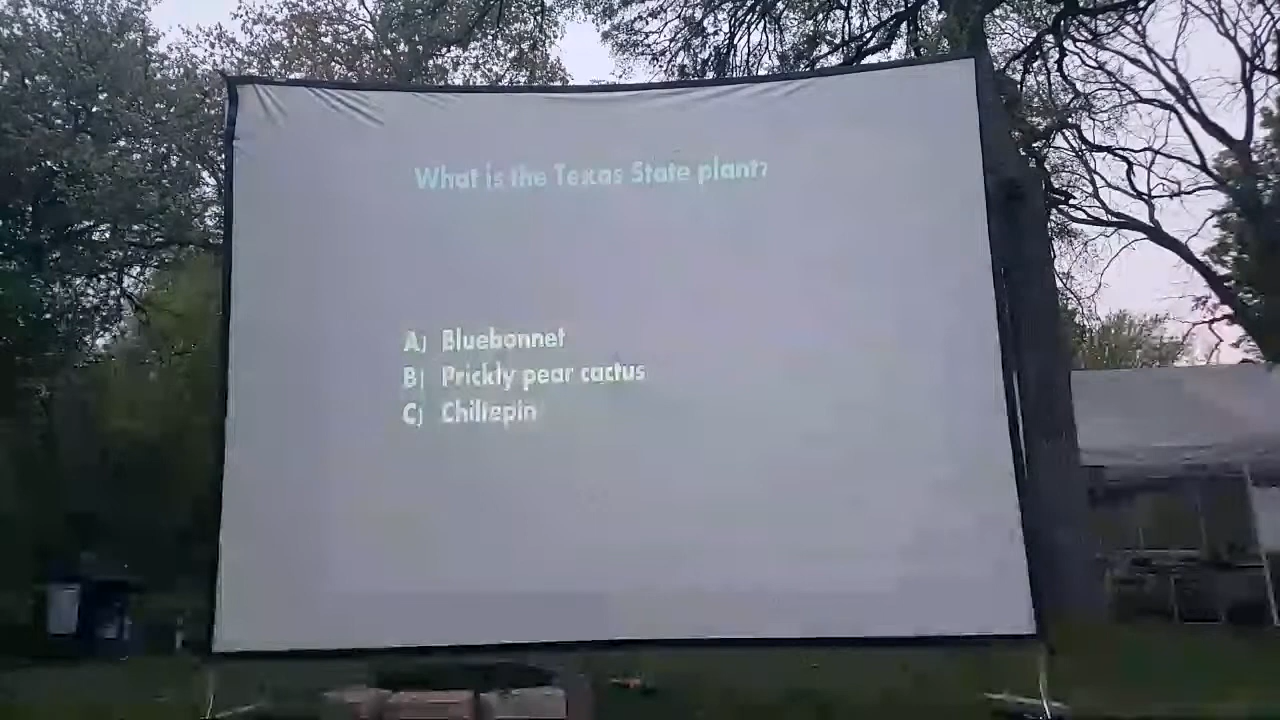 What is the Texas State plant?
A) Bluebonnet
B) Prickly pear cactus
C) Chiltepin